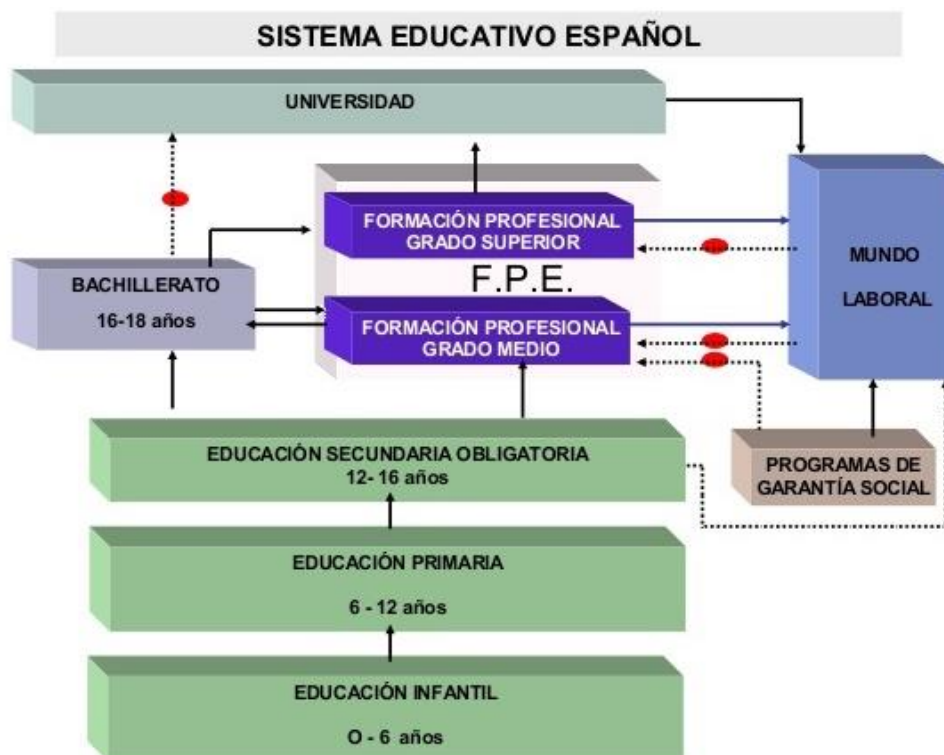 SISTEMA EDUCATIVO ESPAÑOL
UNIVERSIDAD
FORMACIÓN PROFESIONAL
GRADO SUPERIOR
MUNDO
LABORAL
F.P.E.
BACHILLERATO
16-18 años
FORMACIÓN PROFESIONAL
GRADO MEDIO
EDUCACIÓN SECUNDARIA OBLIGATORIA
12- 16 años
PROGRAMAS DE
GARANTÍA SOCIAL
EDUCACIÓN PRIMARIA
6 - 12 años
EDUCACIÓN INFANTIL
O - 6 años